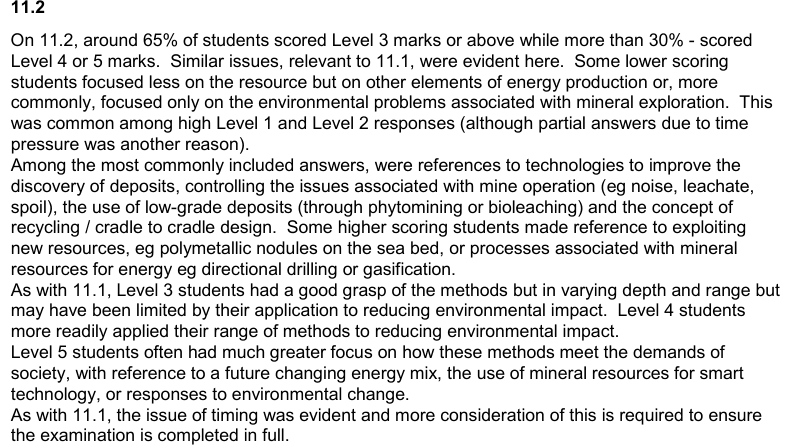 11.2
On 11.2, around 65% of students scored Level 3 marks or above while more than 30% - scored
Level 4 or 5 marks.  Similar issues, relevant to 11.1, were evident here.  Some lower scoring
students focused less on the resource but on other elements of energy production or, more
commonly, focused only on the environmental problems associated with mineral exploration.  This
was common among high Level 1 and Level 2 responses (although partial answers due to time
pressure was another reason).
Among the most commonly included answers, were references to technologies to improve the
discovery of deposits, controlling the issues associated with mine operation (eg noise, leachate,
spoil), the use of low-grade deposits (through phytomining or bioleaching) and the concept of
recycling / cradle to cradle design.  Some higher scoring students made reference to exploiting
new resources, eg polymetallic nodules on the sea bed, or processes associated with mineral
resources for energy eg directional drilling or gasification.
As with 11.1, Level 3 students had a good grasp of the methods but in varying depth and range but
may have been limited by their application to reducing environmental impact.  Level 4 students
more readily applied their range of methods to reducing environmental impact.
Level 5 students often had much greater focus on how these methods meet the demands of
society, with reference to a future changing energy mix, the use of mineral resources for smart
technology, or responses to environmental change.
As with 11.1, the issue of timing was evident and more consideration of this is required to ensure
the examination is completed in full.